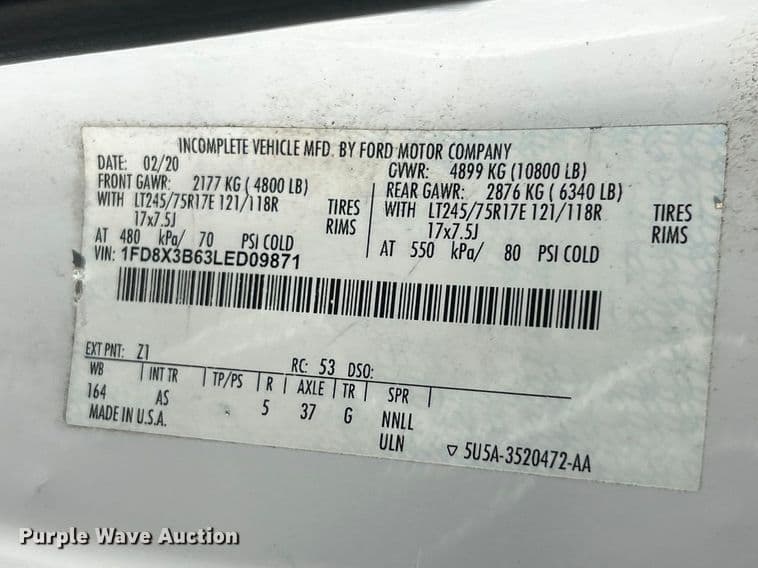 INCOMPLETE VEHICLE MFD. BY FORD MOTOR COMPANY
DATE: 02/20 GVWR: 4899 KG (10800 LB)
FRONT GAWR: 2177 KG ( 4800 LB) REAR GAWR: 2876 KG ( 6340 LB)
WITH LT245/75R17E 121/118R TIRES WITH LT245/75R17E 121/118R TIRES
17x7.5J RIMS 17x7.5J RIMS
AT 480 kPa/ 70 PSI COLD AT 550 kPa/ 80 PSI COLD
VIN: 1FD8X3B63LED09871
EXT PNT: Z1 RC: 53 DSO:
WB INT TR TP/PS R AXLE TR SPR
164 AS 5 37 G NNLL
MADE IN U.S.A. ULN ▽ 5U5A-3520472-AA
Purple Wave Auction